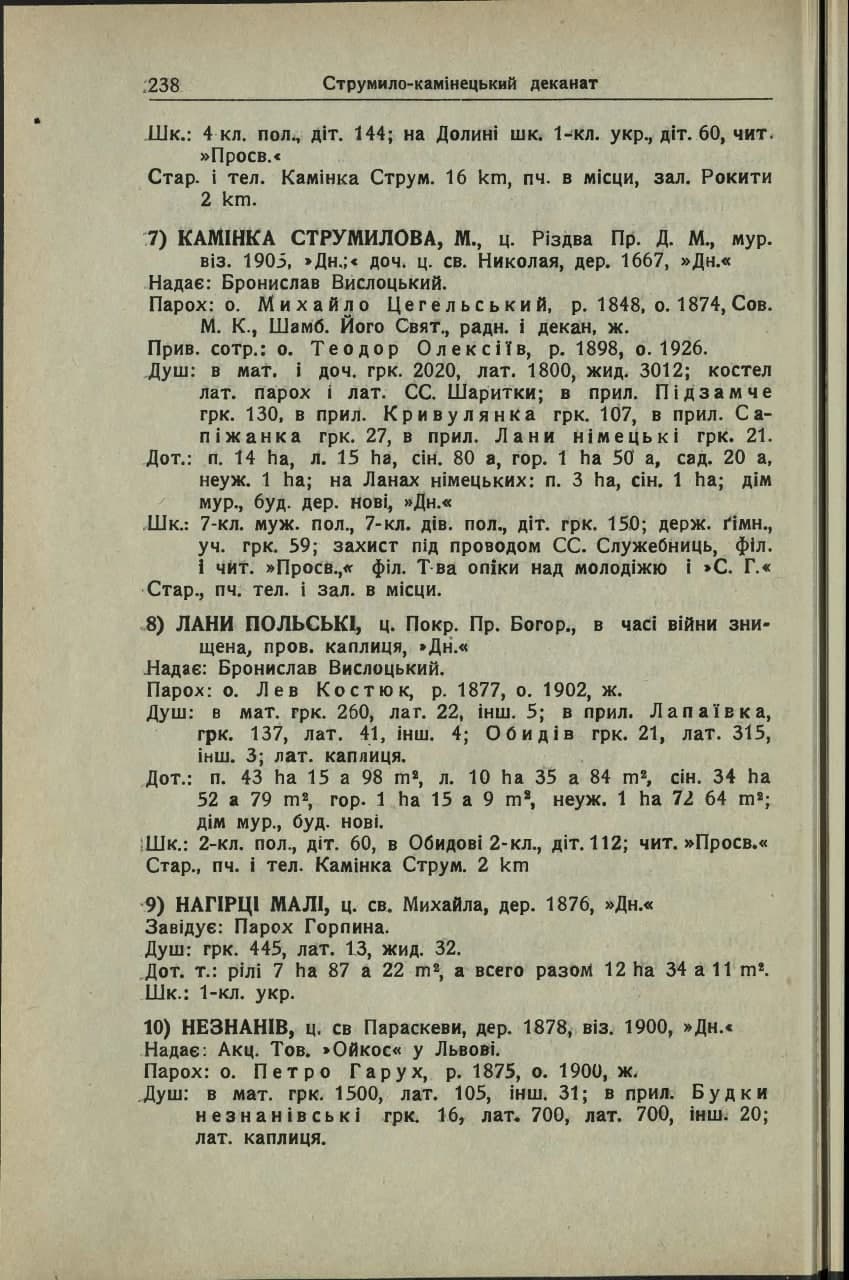 238 Струмило-камінецький деканат
Шк.: 4 кл. пол., діт. 144; на Долині шк. 1-кл. укр., діт. 60, чит.
»Просв.«
Стар. і тел. Камінка Струм. 16 km, пч. в місци, зал. Рокити
2 km.
7) КАМІНКА СТРУМИЛОВА, М., ц. Різдва Пр. Д. М., мур.
віз. 1905, »Дн.;« доч. ц. св. Николая, дер. 1667, »Дн.«
Надає: Бронислав Вислоцький.
Парох: о. Михайло Цегельський, р. 1848, о. 1874, Сов.
М. К., Шамб. Його Свят., радн. і декан, ж.
Прив. сотр.: о. Теодор Олексіїв, р. 1898, о. 1926.
Душ: в мат. і доч. грк. 2020, лат. 1800, жид. 3012; костел
лат. парох і лат. СС. Шаритки; в прил. Підзамче
грк. 130, в прил. Кривулянка грк. 107, в прил. Са-
піжанка грк. 27, в прил. Лани німецькі грк. 21.
Дот.: п. 14 ha, л. 15 ha, сін. 80 а, гор. 1 ha 50 а, сад. 20 а,
неуж. 1 ha; на Ланах німецьких: п. 3 ha, сін. 1 ha; дім
мур., буд. дер. нові, »Дн.«
Шк.: 7-кл. муж. пол., 7-кл. дів. пол., діт. грк. 150; держ. ґімн.,
уч. грк. 59; захист під проводом СС. Служебниць, філ.
і чит. »Просв.,« філ. Т-ва опіки над молодіжю і »С. Г.«
Стар., пч. тел. і зал. в місци.
8) ЛАНИ ПОЛЬСЬКІ, ц. Покр. Пр. Богор., в часі війни зни-
щена, пров. каплиця, »Дн.«
Надає: Бронислав Вислоцький.
Парох: о. Лев Костюк, р. 1877, о. 1902, ж.
Душ: в мат. грк. 260, лат. 22, інш. 5; в прил. Лапаївка,
грк. 137, лат. 41, інш. 4; Обидів грк. 21, лат. 315,
інш. 3; лат. каплиця.
Дот.: п. 43 ha 15 а 98 m², л. 10 ha 35 а 84 m², сін. 34 ha
52 а 79 m², гор. 1 ha 15 а 9 m², неуж. 1 ha 72 64 m²;
дім мур., буд. нові.
Шк.: 2-кл. пол., діт. 60, в Обидові 2-кл., діт. 112; чит. »Просв.«
Стар., пч. і тел. Камінка Струм. 2 km
9) НАГІРЦІ МАЛІ, ц. св. Михайла, дер. 1876, »Дн.«
Завідує: Парох Горпина.
Душ: грк. 445, лат. 13, жид. 32.
Дот. т.: рілі 7 ha 87 а 22 m², а всего разом 12 ha 34 а 11 m².
Шк.: 1-кл. укр.
10) НЕЗНАНІВ, ц. св Параскеви, дер. 1878, віз. 1900, »Дн.«
Надає: Акц. Тов. »Ойкос« у Львові.
Парох: о. Петро Гарух, р. 1875, о. 1900, ж.
Душ: в мат. грк. 1500, лат. 105, інш. 31; в прил. Будки
незнанівські грк. 16, лат. 700, лат. 700, інш. 20;
лат. каплиця.